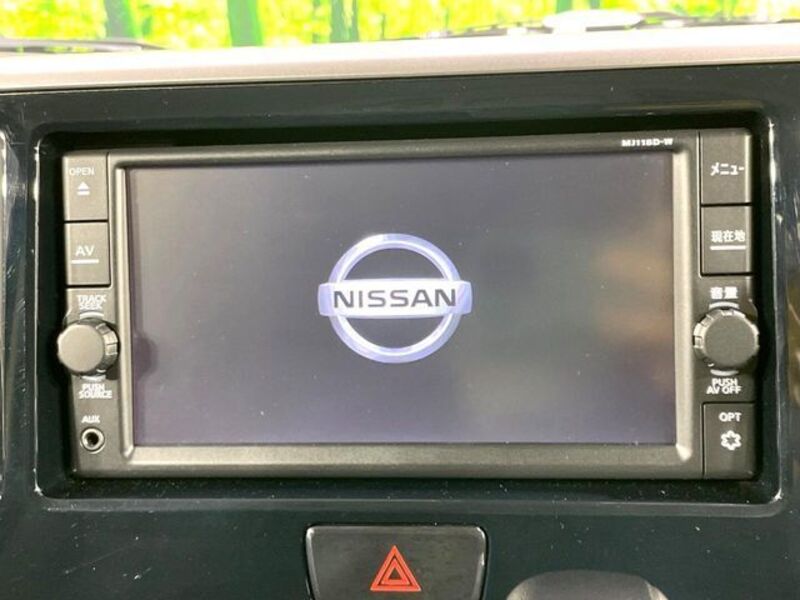 MJ118D-W
OPEN
AV
TRACK
SEEK
PUSH
SOURCE
AUX
NISSAN
メニュー
現在地
音量
PUSH
AV OFF
OPT